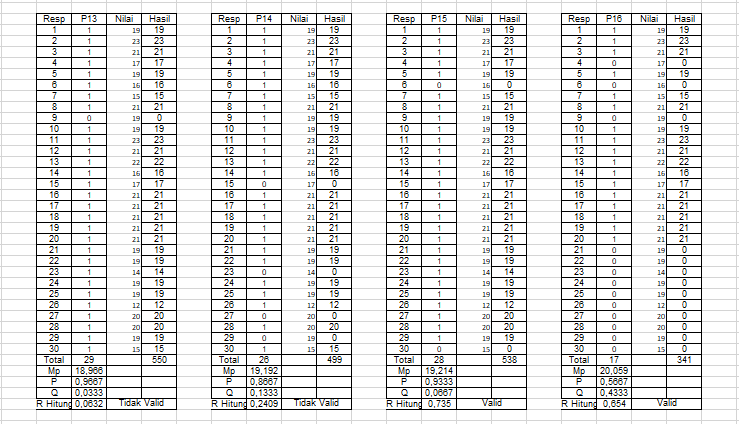 Resp P13 Nilai Hasil Resp P14 Nilai Hasil Resp P15 Nilai Hasil Resp P16 Nilai Hasil
1 1 19 19 1 1 19 19 1 1 19 19 1 1 19 19
2 1 23 23 2 1 23 23 2 1 23 23 2 1 23 23
3 1 21 21 3 1 21 21 3 1 21 21 3 1 21 21
4 1 17 17 4 1 17 17 4 1 17 17 4 0 17 0
5 1 19 19 5 1 19 19 5 1 19 19 5 1 19 19
6 1 16 16 6 1 16 16 6 0 16 0 6 0 16 0
7 1 15 15 7 1 15 15 7 1 15 15 7 1 15 15
8 1 21 21 8 1 21 21 8 1 21 21 8 1 21 21
9 0 19 0 9 1 19 19 9 1 19 19 9 0 19 0
10 1 19 19 10 1 19 19 10 1 19 19 10 1 19 19
11 1 23 23 11 1 23 23 11 1 23 23 11 1 23 23
12 1 21 21 12 1 21 21 12 1 21 21 12 1 21 21
13 1 22 22 13 1 22 22 13 1 22 22 13 1 22 22
14 1 16 16 14 1 16 16 14 1 16 16 14 1 16 16
15 1 17 17 15 0 17 0 15 1 17 17 15 1 17 17
16 1 21 21 16 1 21 21 16 1 21 21 16 1 21 21
17 1 21 21 17 1 21 21 17 1 21 21 17 1 21 21
18 1 21 21 18 1 21 21 18 1 21 21 18 1 21 21
19 1 21 21 19 1 21 21 19 1 21 21 19 1 21 21
20 1 21 21 20 1 21 21 20 1 21 21 20 1 21 21
21 1 19 19 21 1 19 19 21 1 19 19 21 0 19 0
22 1 19 19 22 1 19 19 22 1 19 19 22 0 19 0
23 1 14 14 23 0 14 0 23 1 14 14 23 0 14 0
24 1 19 19 24 1 19 19 24 1 19 19 24 0 19 0
25 1 19 19 25 1 19 19 25 1 19 19 25 0 19 0
26 1 12 12 26 1 12 12 26 1 12 12 26 0 12 0
27 1 20 20 27 0 20 0 27 1 20 20 27 0 20 0
28 1 20 20 28 1 20 20 28 1 20 20 28 0 20 0
29 1 19 19 29 0 19 0 29 1 19 19 29 0 19 0
30 1 15 15 30 1 15 15 30 0 15 0 30 0 15 0
Total 29 550 Total 26 499 Total 28 538 Total 17 341
Mp 18,966 Mp 19,192 Mp 19,214 Mp 20,059
P 0,9667 P 0,8667 P 0,9333 P 0,5667
Q 0,0333 Q 0,1333 Q 0,0667 Q 0,4333
R Hitung 0,0632 Tidak Valid R Hitung 0,2409 Tidak Valid R Hitung 0,735 Valid R Hitung 0,654 Valid